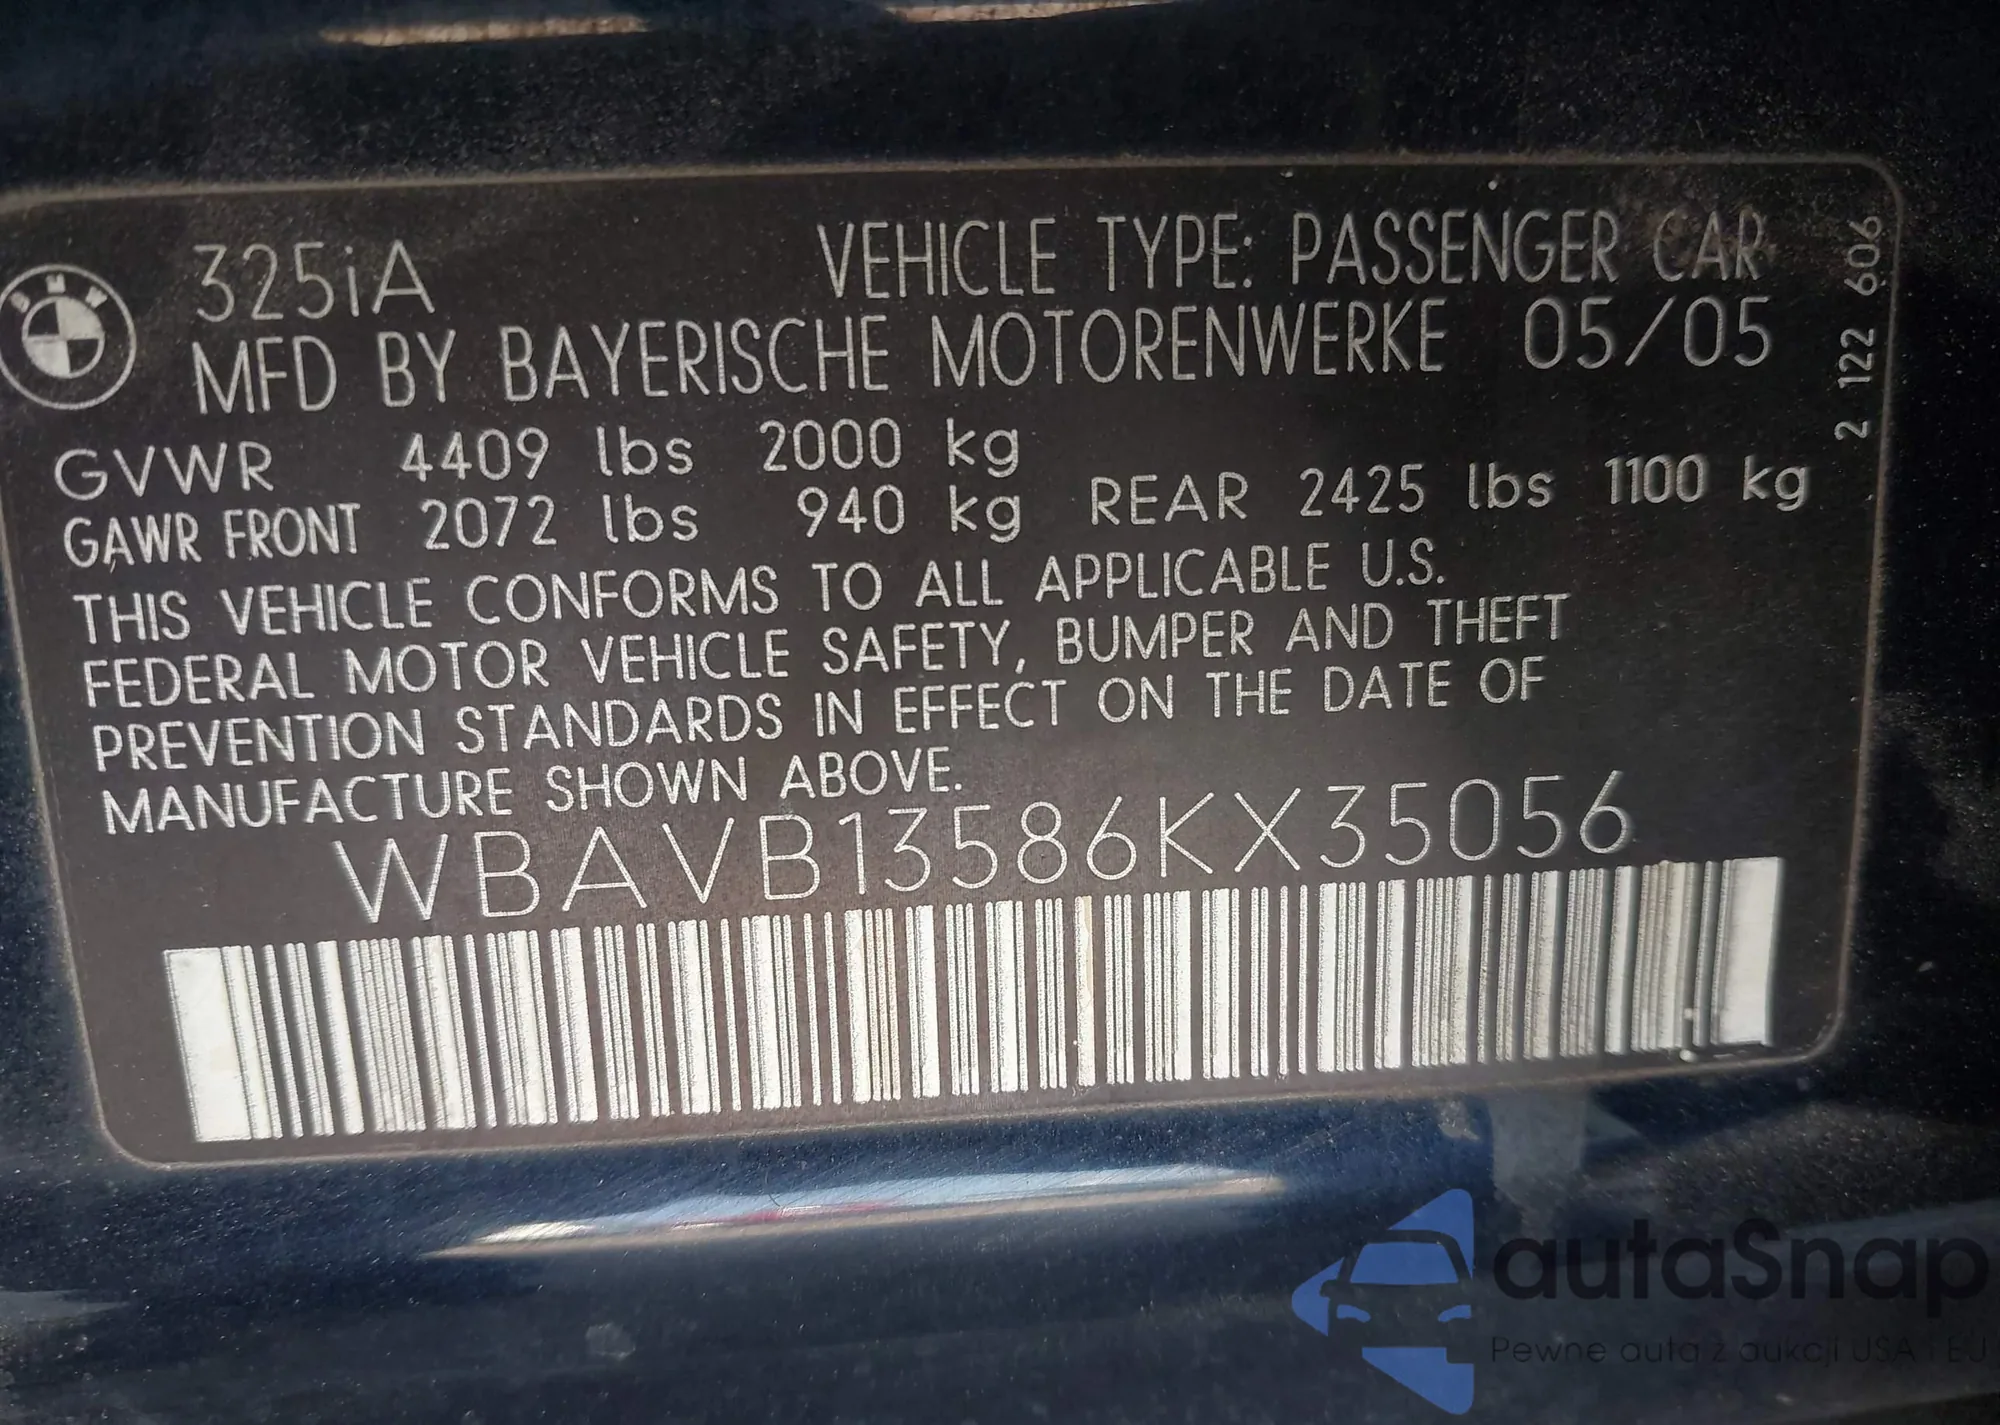 BMW
325iA VEHICLE TYPE: PASSENGER CAR
MFD BY BAYERISCHE MOTORENWERKE 05/05
GVWR 4409 lbs 2000 kg
GAWR FRONT 2072 lbs 940 kg REAR 2425 lbs 1100 kg
THIS VEHICLE CONFORMS TO ALL APPLICABLE U.S.
FEDERAL MOTOR VEHICLE SAFETY, BUMPER AND THEFT
PREVENTION STANDARDS IN EFFECT ON THE DATE OF
MANUFACTURE SHOWN ABOVE.
WBAVB13586KX35056
2 122 606
autaSnap
Pewne auta z aukcji USA i EU